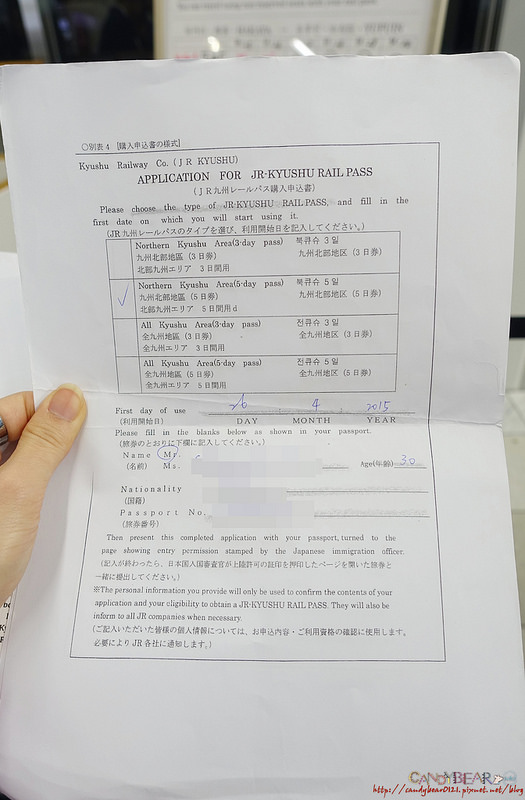 ○別表4 [購入申込書の様式]
Kyushu Railway Co. (JR KYUSHU)
APPLICATION FOR JR-KYUSHU RAIL PASS
(JR九州レールパス購入申込書)
Please choose the type of JR-KYUSHU RAIL PASS, and fill in the
first date on which you will start using it.
(JR九州レールパスのタイプを選び、利用開始日を記入してください。)
Northern Kyushu Area(3-day pass) 북큐슈 3일
九州北部地區 (3日券) 九州北部地区 (3日券)
北部九州エリア 3日間用
✓ Northern Kyushu Area(5-day pass) 북큐슈 5일
九州北部地區 (5日券) 九州北部地区 (5日券)
北部九州エリア 5日間用d
All Kyushu Area(3-day pass) 전큐슈 3일
全九州地區 (3日券) 全九州地区 (3日券)
全九州エリア 3日間用
All Kyushu Area(5-day pass) 전큐슈 5일
全九州地區 (5日券) 全九州地区 (5日券)
全九州エリア 5日間用
First day of use 26 4 2015
(利用開始日) DAY MONTH YEAR
Please fill in the blanks below as shown in your passport.
(旅券のとおりに下欄に記入してください。)
Name Mr.
(名前) Ms. Age(年齢) 30
Nationality
(国籍)
Passport No.
(旅券番号)
Then present this completed application with your passport, turned to the
page showing entry permission stamped by the Japanese immigration officer.
(記入が終わったら、日本国入国審査官が上陸許可の証印を押印したページを開いた旅券と
一緒に提出してください。)
※The personal information you provide will only be used to confirm the contents of your
application and your eligibility to obtain a JR-KYUSHU RAIL PASS. They will also be
inform to all JR companies when necessary.
(ご記入いただいた皆様の個人情報については、お申込内容・ご利用資格の確認に使用します。
必要によりJR各社に通知します。)
CANDYBEAR
http://candybear0121.pixnet.net/blog